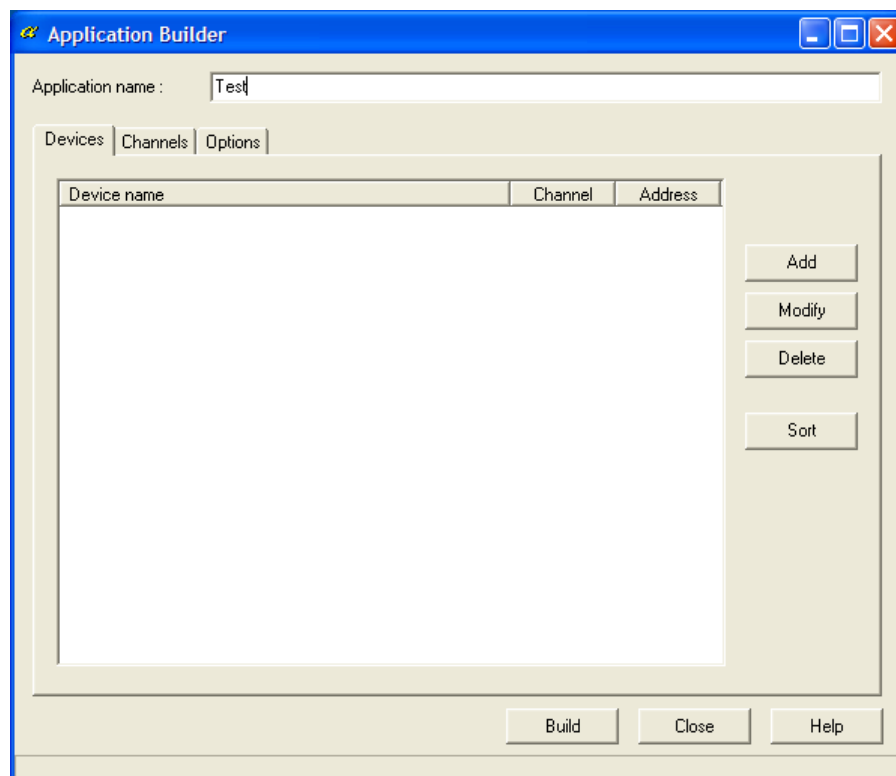 Application Builder
Application name :
Test
Devices Channels Options
Device name Channel Address
Add
Modify
Delete
Sort
Build Close Help